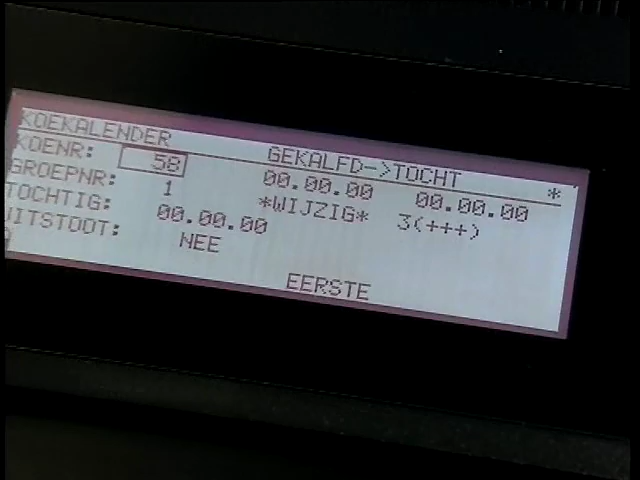 KOEKALENDER GEKALFD->TOCHT *
KOENR: 58 00.00.00 00.00.00
GROEPNR: 1 *WIJZIG* 3(+++)
TOCHTIG: 00.00.00
UITSTOOT: NEE
EERSTE